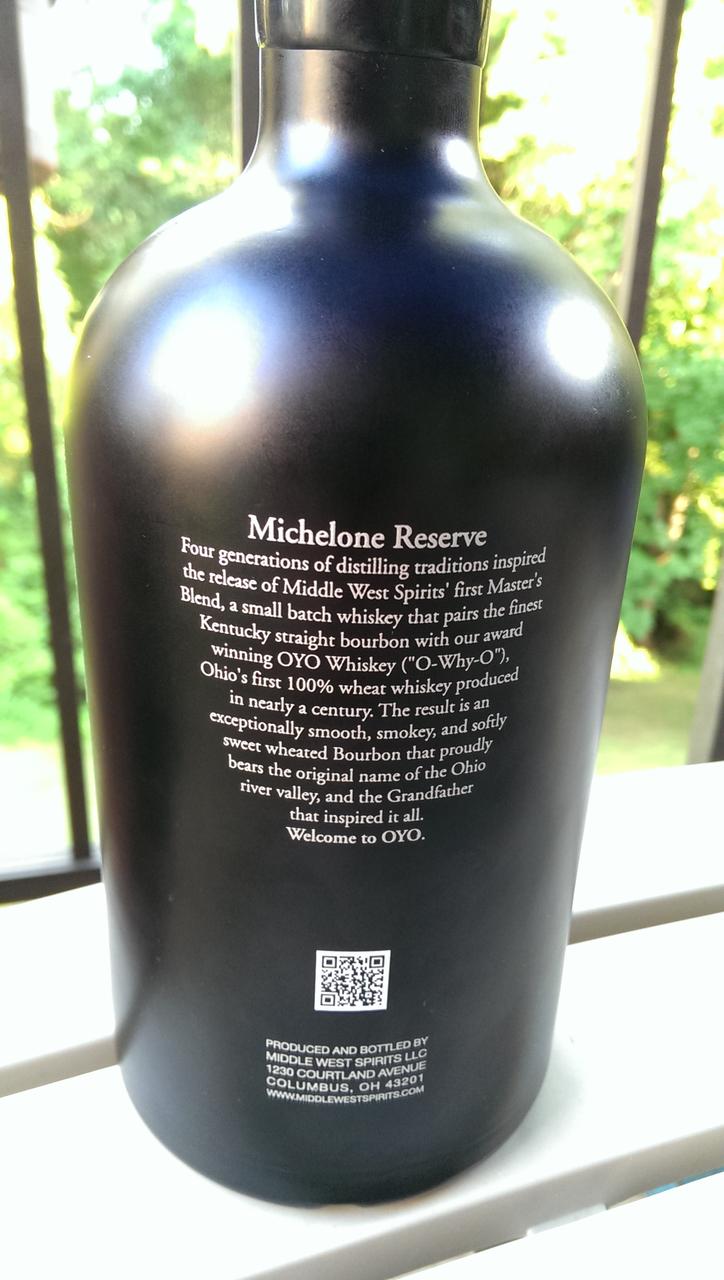 Michelone Reserve
Four generations of distilling traditions inspired
the release of Middle West Spirits' first Master's
Blend, a small batch whiskey that pairs the finest
Kentucky straight bourbon with our award
winning OYO Whiskey ("O-Why-O"),
Ohio's first 100% wheat whiskey produced
in nearly a century. The result is an
exceptionally smooth, smokey, and softly
sweet wheated Bourbon that proudly
bears the original name of the Ohio
river valley, and the Grandfather
that inspired it all.
Welcome to OYO.
PRODUCED AND BOTTLED BY
MIDDLE WEST SPIRITS LLC
1230 COURTLAND AVENUE
COLUMBUS, OH 43201
WWW.MIDDLEWESTSPIRITS.COM